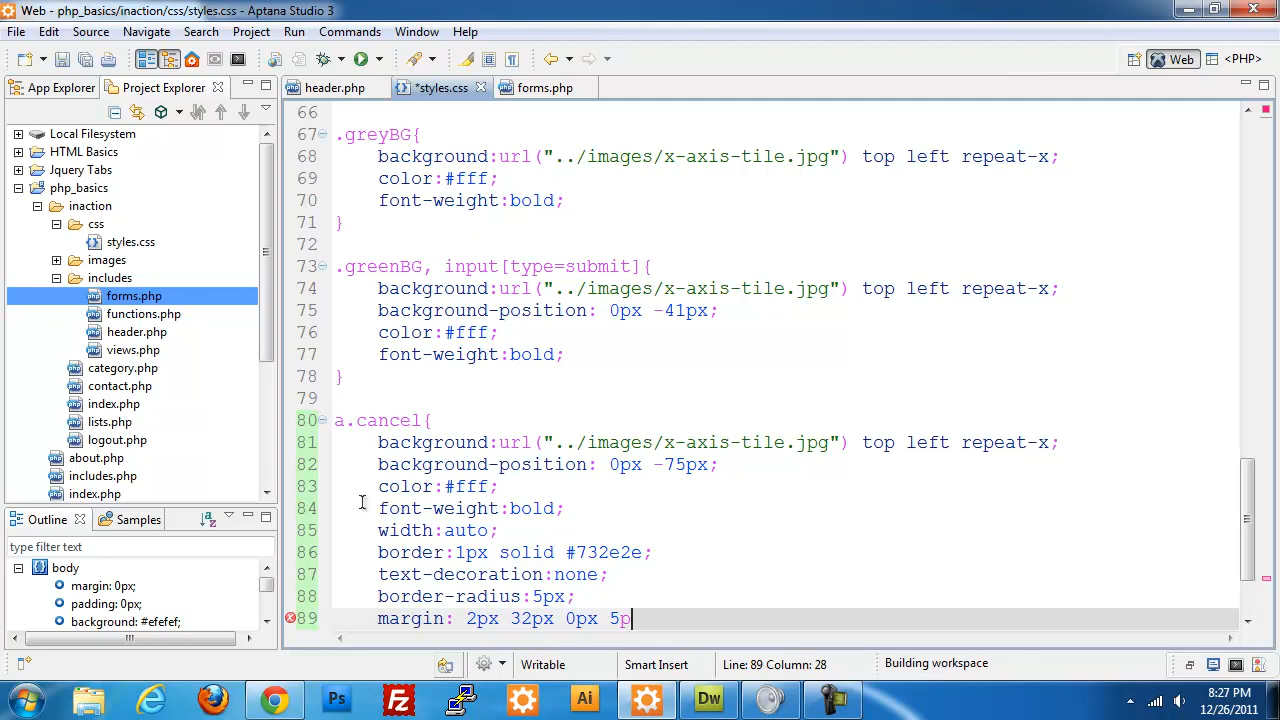 Web - php_basics/inaction/css/styles.css - Aptana Studio 3
File Edit Source Navigate Search Project Run Commands Window Help
Web <PHP>
App Explorer Project Explorer
header.php *styles.css forms.php
Local Filesystem
HTML Basics
Jquery Tabs
php_basics
inaction
css
styles.css
images
includes
forms.php
functions.php
header.php
views.php
category.php
contact.php
index.php
lists.php
logout.php
about.php
includes.php
index.php
Outline Samples
type filter text
body
margin: 0px;
padding: 0px;
background: #efefef;
66
67 .greyBG{
68 background:url("../images/x-axis-tile.jpg") top left repeat-x;
69 color:#fff;
70 font-weight:bold;
71 }
72
73 .greenBG, input[type=submit]{
74 background:url("../images/x-axis-tile.jpg") top left repeat-x;
75 background-position: 0px -41px;
76 color:#fff;
77 font-weight:bold;
78 }
79
80 a.cancel{
81 background:url("../images/x-axis-tile.jpg") top left repeat-x;
82 background-position: 0px -75px;
83 color:#fff;
84 font-weight:bold;
85 width:auto;
86 border:1px solid #732e2e;
87 text-decoration:none;
88 border-radius:5px;
89 margin: 2px 32px 0px 5p
Writable Smart Insert Line: 89 Column: 28 Building workspace
Ps FZ Ai Dw
8:27 PM
12/26/2011